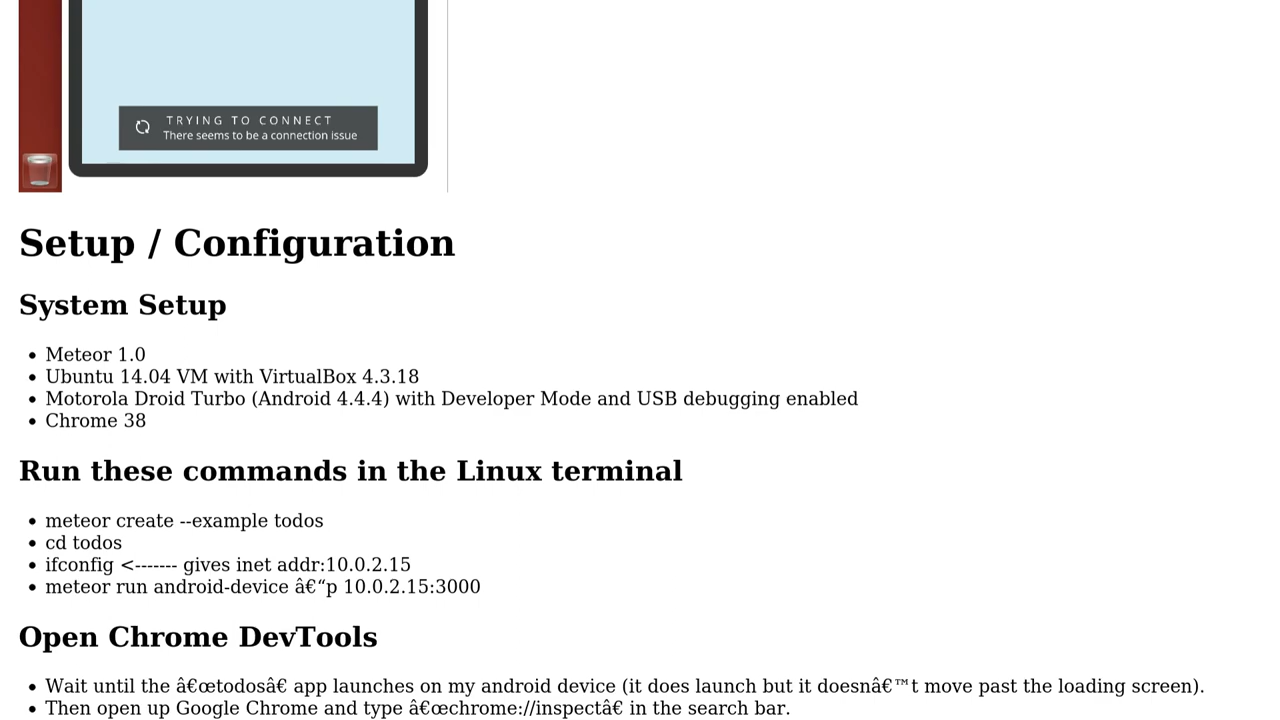 TRYING TO CONNECT
There seems to be a connection issue
Setup / Configuration
System Setup
• Meteor 1.0
• Ubuntu 14.04 VM with VirtualBox 4.3.18
• Motorola Droid Turbo (Android 4.4.4) with Developer Mode and USB debugging enabled
• Chrome 38
Run these commands in the Linux terminal
• meteor create --example todos
• cd todos
• ifconfig <------- gives inet addr:10.0.2.15
• meteor run android-device â€“p 10.0.2.15:3000
Open Chrome DevTools
• Wait until the â€œtodosâ€ app launches on my android device (it does launch but it doesnâ€™t move past the loading screen).
• Then open up Google Chrome and type â€œchrome://inspectâ€ in the search bar.